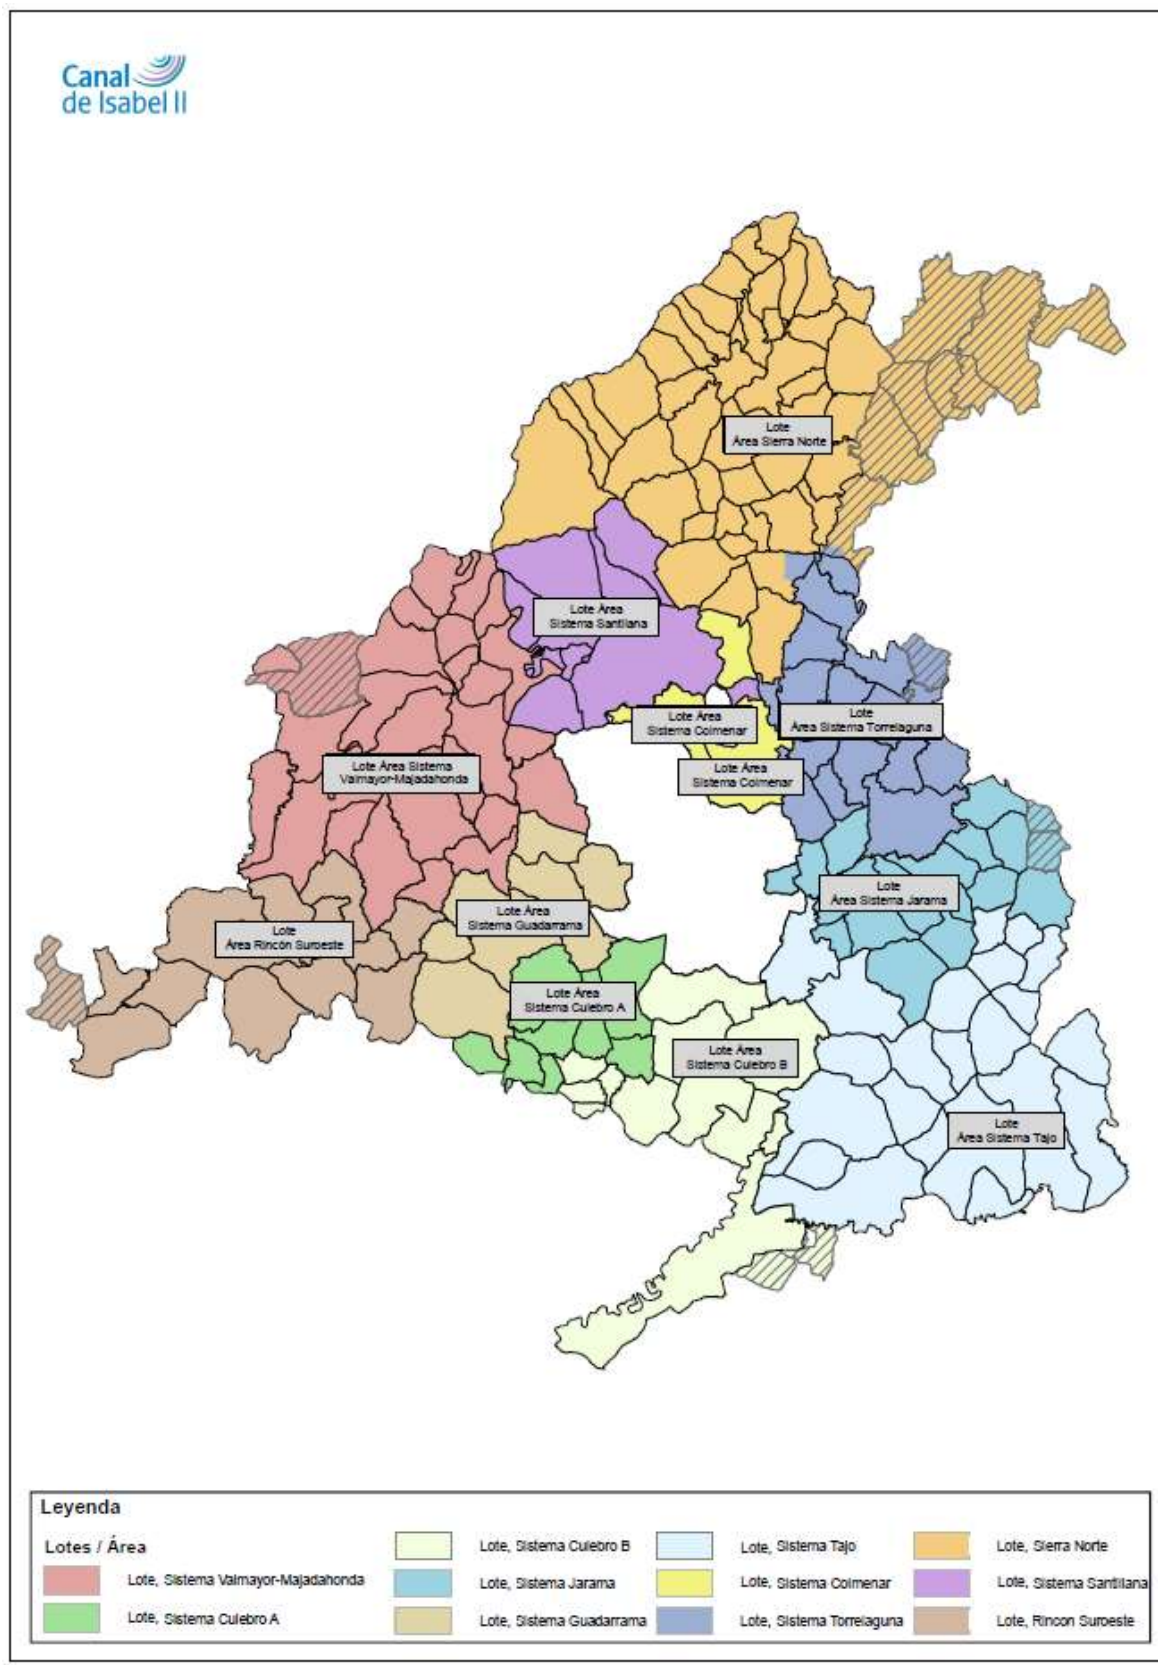 Canal
de Isabel II
Lote
Área Sierra Norte
Lote Área
Sistema Santilana
Lote Área
Sistema Colmenar
Lote
Área Sistema Torrelaguna
Lote Área Sistema
Valmayor-Majadahonda
Lote Área
Sistema Colmenar
Lote
Área Sistema Jarama
Lote Área
Sistema Guadarrama
Lote
Área Rincón Suroeste
Lote Área
Sistema Culebro A
Lote Área
Sistema Culebro B
Lote
Área Sistema Tajo
Leyenda
Lotes / Área
Lote, Sistema Valmayor-Majadahonda
Lote, Sistema Culebro A
Lote, Sistema Culebro B
Lote, Sistema Jarama
Lote, Sistema Guadarrama
Lote, Sistema Tajo
Lote, Sistema Colmenar
Lote, Sistema Torrelaguna
Lote, Sierra Norte
Lote, Sistema Santillana
Lote, Rincon Suroeste